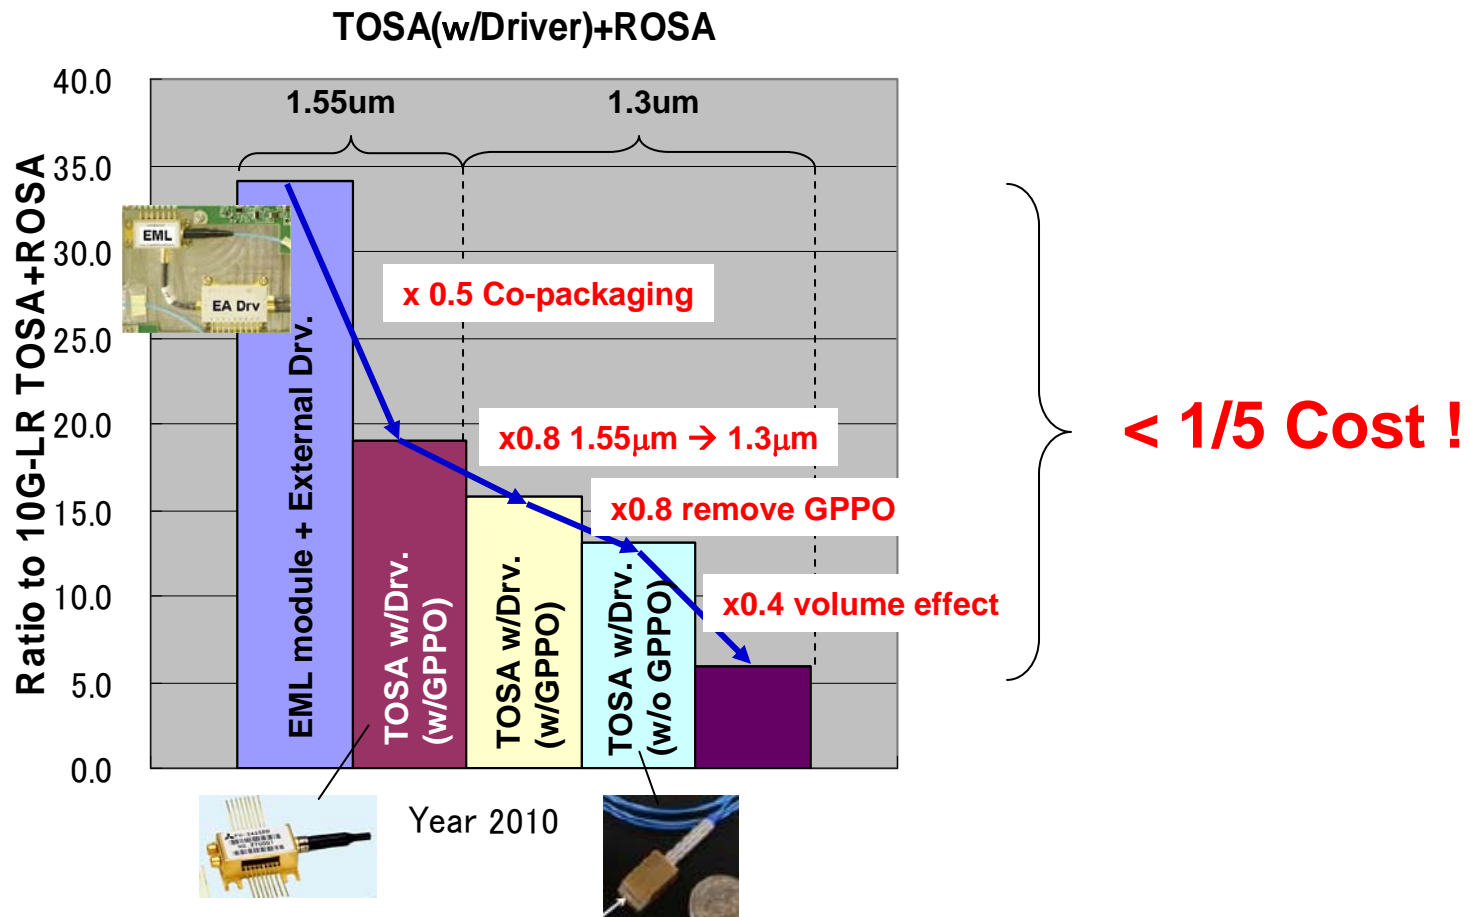 TOSA(w/Driver)+ROSA
Ratio to 10G-LR TOSA+ROSA
40.0
35.0
30.0
25.0
20.0
15.0
10.0
5.0
0.0
1.55um
1.3um
EML
EA Drv
x 0.5 Co-packaging
x0.8 1.55μm → 1.3μm
x0.8 remove GPPO
x0.4 volume effect
< 1/5 Cost !
EML module + External Drv.
TOSA w/Drv.
(w/GPPO)
TOSA w/Drv.
(w/GPPO)
TOSA w/Drv.
(w/o GPPO)
Year 2010